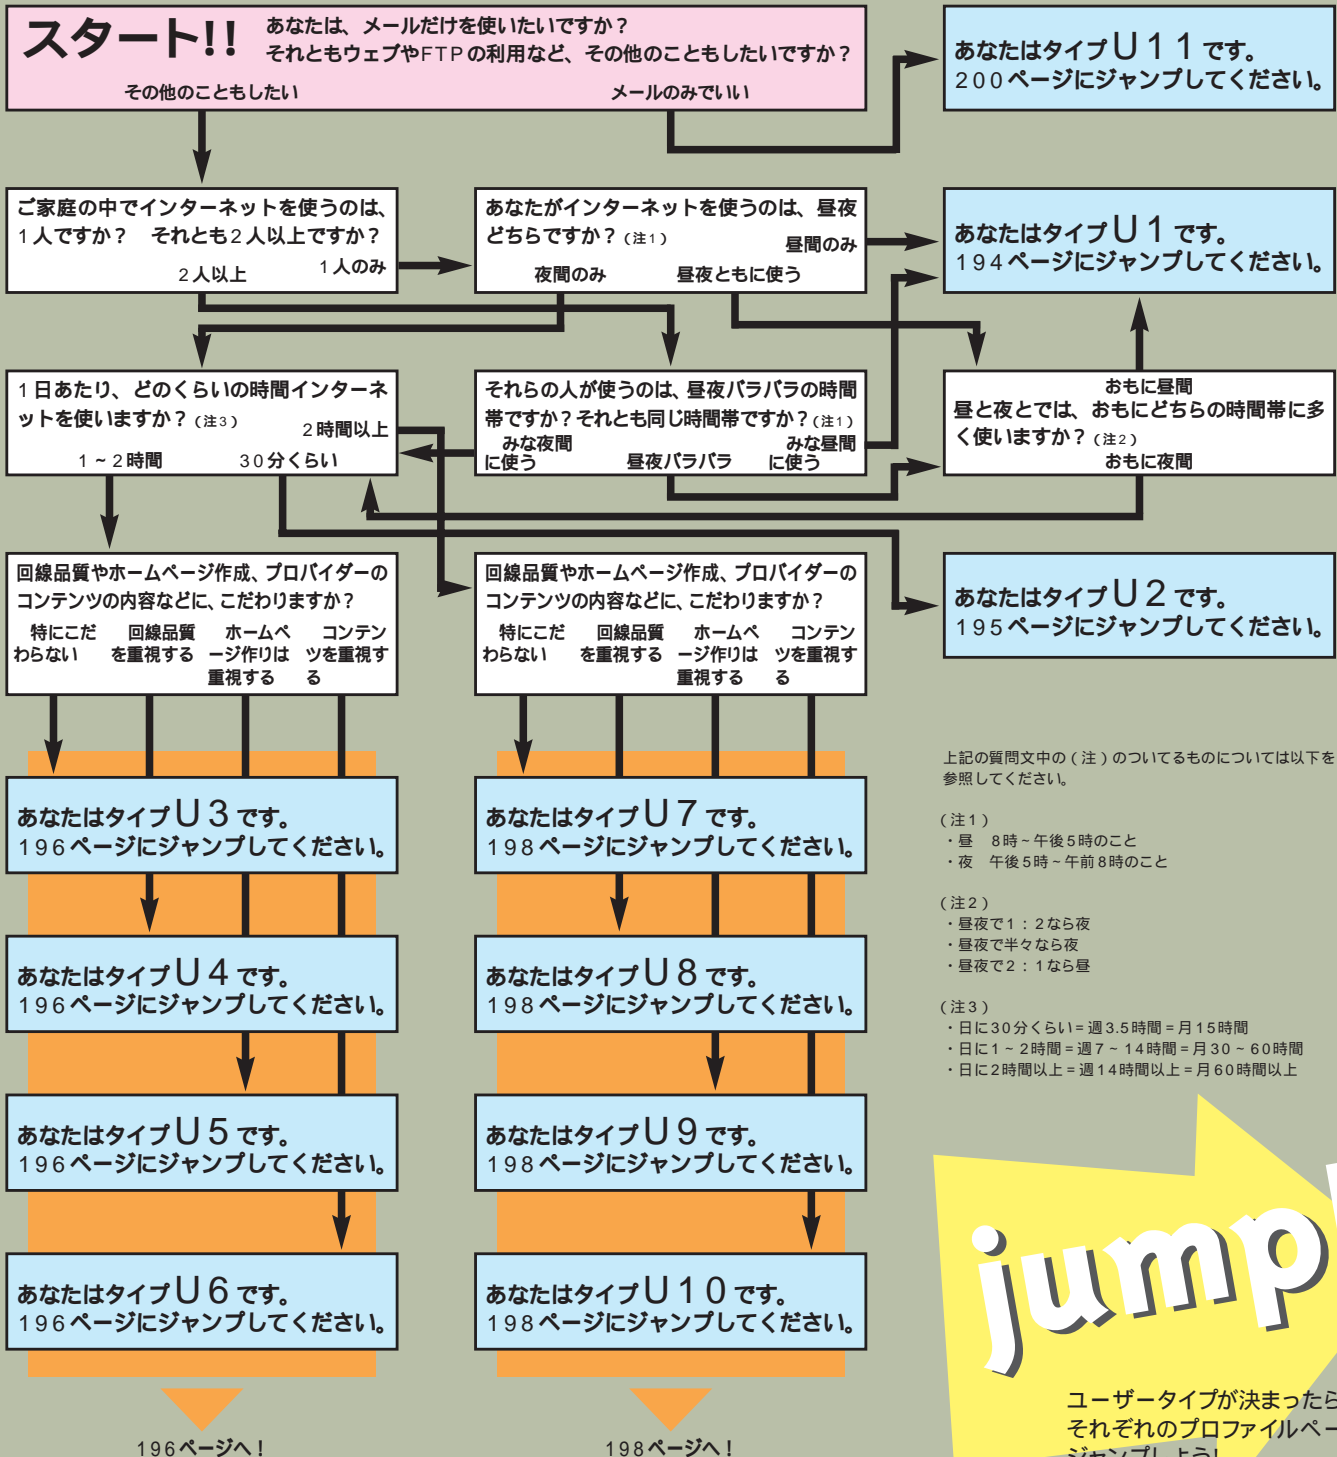 スタート!!
あなたは、メールだけを使いたいですか？
それともウェブやFTPの利用など、その他のこともしたいですか？
その他のこともしたい
メールのみでいい
あなたはタイプU11です。
200ページにジャンプしてください。
ご家庭の中でインターネットを使うのは、
1人ですか？　それとも2人以上ですか？
1人のみ
2人以上
あなたがインターネットを使うのは、昼夜
どちらですか？（注1）
昼間のみ
夜間のみ
昼夜ともに使う
あなたはタイプU1です。
194ページにジャンプしてください。
1日あたり、どのくらいの時間インターネ
ットを使いますか？（注3）
2時間以上
1～2時間
30分くらい
それらの人が使うのは、昼夜バラバラの時間
帯ですか？それとも同じ時間帯ですか？（注1）
みな夜間
に使う
昼夜バラバラ
みな昼間
に使う
おもに昼間
昼と夜とでは、おもにどちらの時間帯に多
く使いますか？（注2）
おもに夜間
回線品質やホームページ作成、プロバイダーの
コンテンツの内容などに、こだわりますか？
特にこだ
わらない
回線品質
を重視する
ホームペ
ージ作りは
重視する
コンテン
ツを重視す
る
回線品質やホームページ作成、プロバイダーの
コンテンツの内容などに、こだわりますか？
特にこだ
わらない
回線品質
を重視する
ホームペ
ージ作りは
重視する
コンテン
ツを重視す
る
あなたはタイプU2です。
195ページにジャンプしてください。
あなたはタイプU3です。
196ページにジャンプしてください。
あなたはタイプU4です。
196ページにジャンプしてください。
あなたはタイプU5です。
196ページにジャンプしてください。
あなたはタイプU6です。
196ページにジャンプしてください。
196ページへ！
あなたはタイプU7です。
198ページにジャンプしてください。
あなたはタイプU8です。
198ページにジャンプしてください。
あなたはタイプU9です。
198ページにジャンプしてください。
あなたはタイプU10です。
198ページにジャンプしてください。
198ページへ！
上記の質問文中の（注）のついてるものについては以下を
参照してください。
（注1）
・昼　8時～午後5時のこと
・夜　午後5時～午前8時のこと
（注2）
・昼夜で1：2なら夜
・昼夜で半々なら夜
・昼夜で2：1なら昼
（注3）
・日に30分くらい=週3.5時間=月15時間
・日に1～2時間=週7～14時間=月30～60時間
・日に2時間以上=週14時間以上=月60時間以上
jump
ユーザータイプが決まったら
それぞれのプロファイルペー
ジャンプしよう!